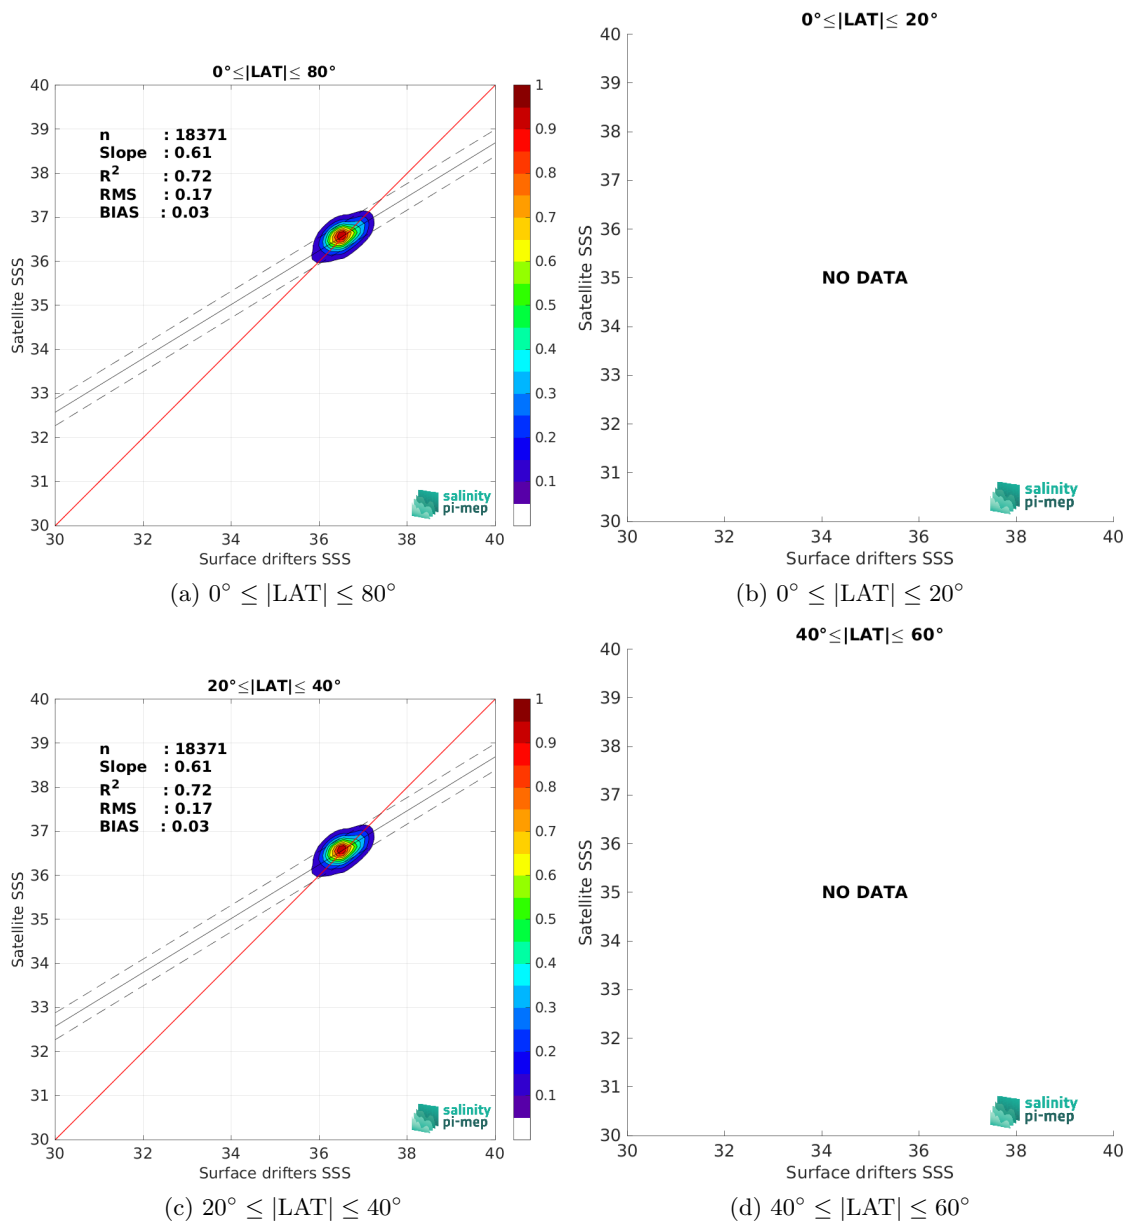 0°≤|LAT|≤ 80°
40
39
38
37
36
35
34
33
32
31
30
Satellite SSS
n : 18371
Slope : 0.61
R² : 0.72
RMS : 0.17
BIAS : 0.03
salinity
pi-mep
30 32 34 36 38 40
Surface drifters SSS
1
0.9
0.8
0.7
0.6
0.5
0.4
0.3
0.2
0.1
(a) 0° ≤ |LAT| ≤ 80°
0°≤|LAT|≤ 20°
40
39
38
37
36
35
34
33
32
31
30
Satellite SSS
NO DATA
salinity
pi-mep
30 32 34 36 38 40
Surface drifters SSS
(b) 0° ≤ |LAT| ≤ 20°
20°≤|LAT|≤ 40°
40
39
38
37
36
35
34
33
32
31
30
Satellite SSS
n : 18371
Slope : 0.61
R² : 0.72
RMS : 0.17
BIAS : 0.03
salinity
pi-mep
30 32 34 36 38 40
Surface drifters SSS
1
0.9
0.8
0.7
0.6
0.5
0.4
0.3
0.2
0.1
(c) 20° ≤ |LAT| ≤ 40°
40°≤|LAT|≤ 60°
40
39
38
37
36
35
34
33
32
31
30
Satellite SSS
NO DATA
salinity
pi-mep
30 32 34 36 38 40
Surface drifters SSS
(d) 40° ≤ |LAT| ≤ 60°